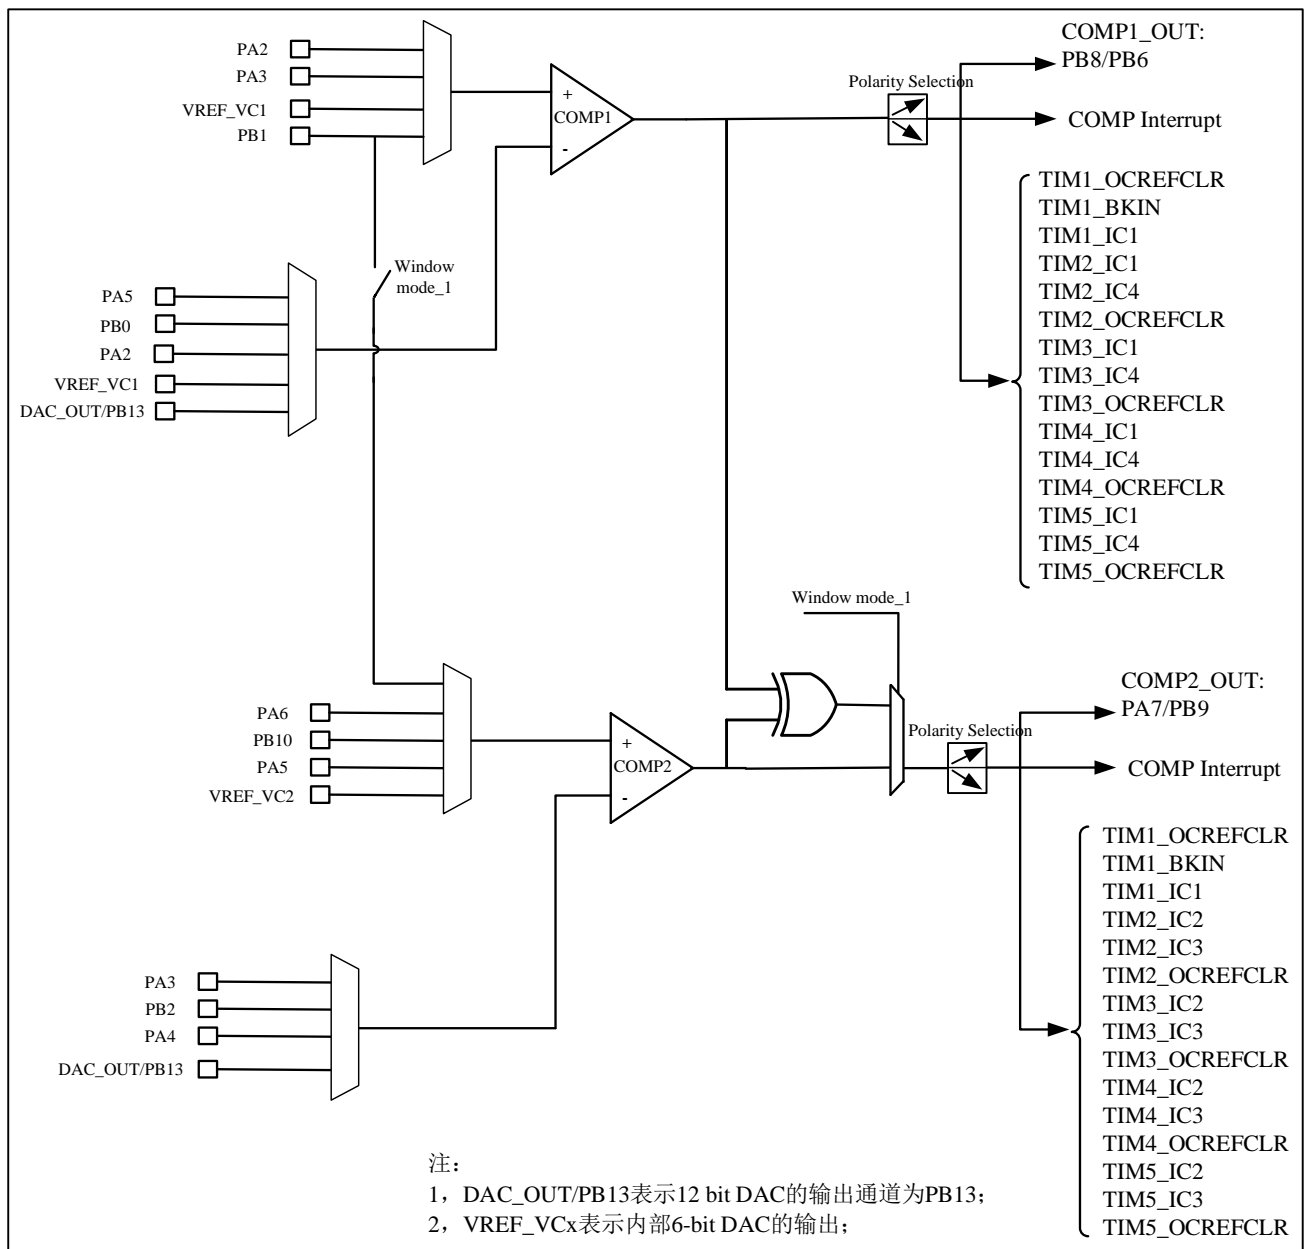 PA2
PA3
VREF_VC1
PB1
+
COMP1
-
Polarity Selection
COMP1_OUT:
PB8/PB6
COMP Interrupt
TIM1_OCREFCLR
TIM1_BKIN
TIM1_IC1
TIM2_IC1
TIM2_IC4
TIM2_OCREFCLR
TIM3_IC1
TIM3_IC4
TIM3_OCREFCLR
TIM4_IC1
TIM4_IC4
TIM4_OCREFCLR
TIM5_IC1
TIM5_IC4
TIM5_OCREFCLR
Window
mode_1
PA5
PB0
PA2
VREF_VC1
DAC_OUT/PB13
Window mode_1
PA6
PB10
PA5
VREF_VC2
+
COMP2
-
Polarity Selection
COMP2_OUT:
PA7/PB9
COMP Interrupt
TIM1_OCREFCLR
TIM1_BKIN
TIM1_IC1
TIM2_IC2
TIM2_IC3
TIM2_OCREFCLR
TIM3_IC2
TIM3_IC3
TIM3_OCREFCLR
TIM4_IC2
TIM4_IC3
TIM4_OCREFCLR
TIM5_IC2
TIM5_IC3
TIM5_OCREFCLR
PA3
PB2
PA4
DAC_OUT/PB13
注：
1，DAC_OUT/PB13表示12 bit DAC的输出通道为PB13；
2，VREF_VCx表示内部6-bit DAC的输出；